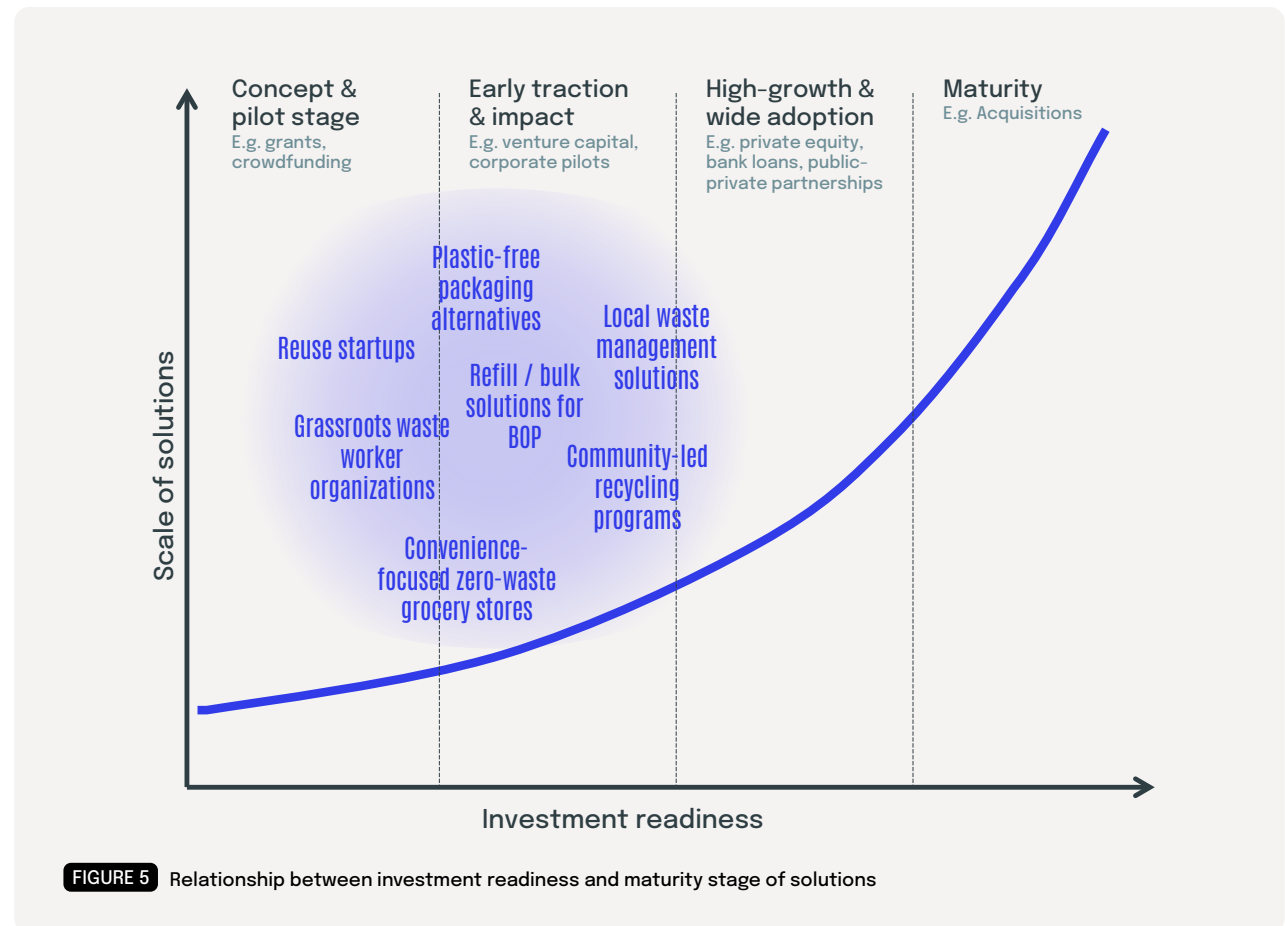 Concept &
pilot stage
E.g. grants,
crowdfunding
Early traction
& impact
E.g. venture capital,
corporate pilots
High-growth &
wide adoption
E.g. private equity,
bank loans, public-
private partnerships
Maturity
E.g. Acquisitions
Scale of solutions
Plastic-free
packaging
alternatives
Reuse startups
Local waste
management
solutions
Refill / bulk
solutions for
BOP
Grassroots waste
worker
organizations
Community-led
recycling
programs
Convenience-
focused zero-waste
grocery stores
Investment readiness
FIGURE 5 Relationship between investment readiness and maturity stage of solutions